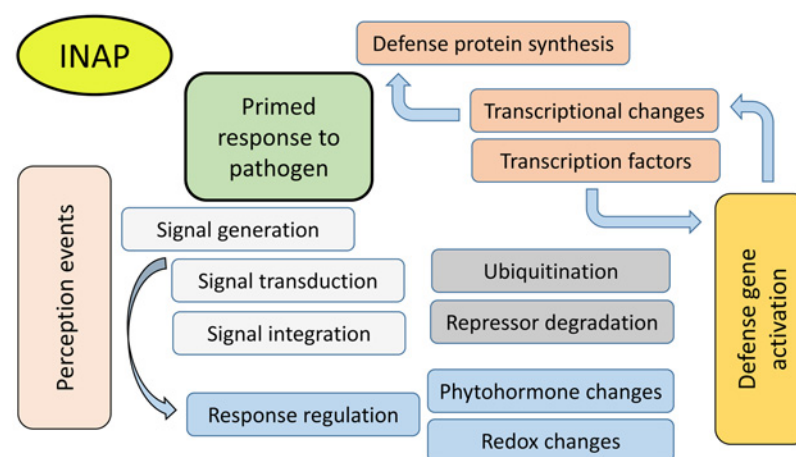 INAP
Defense protein synthesis
Primed
response to
pathogen
Transcriptional changes
Transcription factors
Perception events
Signal generation
Signal transduction
Signal integration
Response regulation
Ubiquitination
Repressor degradation
Phytohormone changes
Redox changes
Defense gene
activation